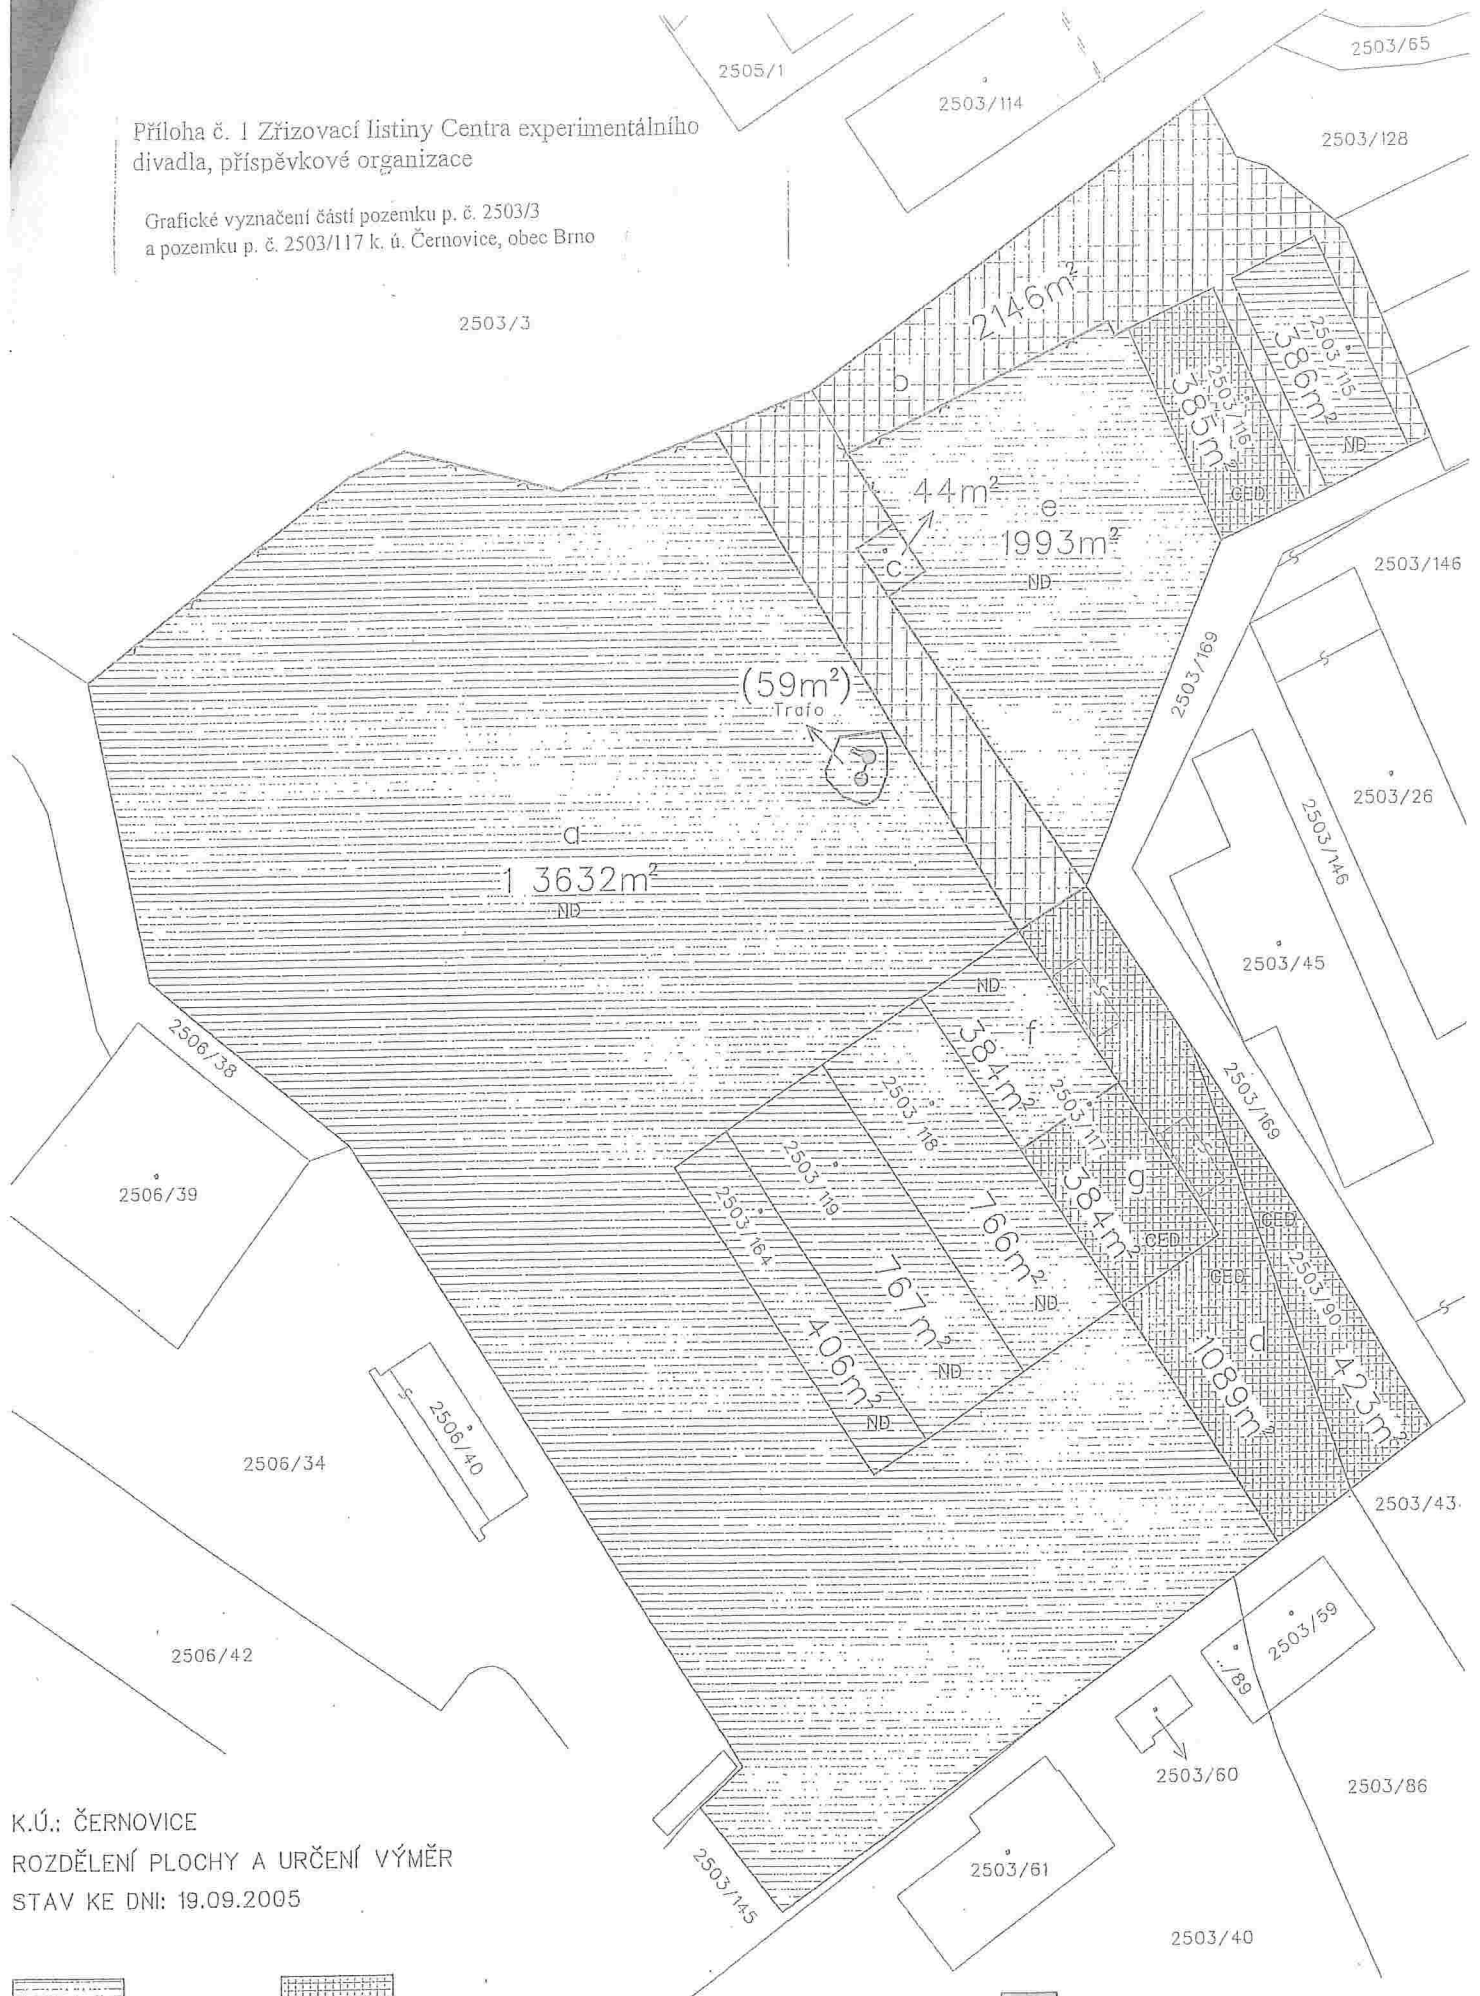 Příloha č. 1 Zřizovací listiny Centra experimentálního
divadla, příspěvkové organizace
Grafické vyznačení částí pozemku p. č. 2503/3
a pozemku p. č. 2503/117 k. ú. Černovice, obec Brno
2505/1
2503/114
2503/65
2503/128
2503/3
2146m²
b
2503/115
386m²
ND
2503/116
385m²
CED
44m²
c
e
1993m²
ND
2503/146
2503/169
(59m²)
Trafo
2503/26
2503/146
a
1 3632m²
ND
2503/45
ND
f
384m²
2503/117
2503/169
2506/38
2503/118
766m²
ND
g
384m²
CED
2503/119
767m²
ND
2506/39
2503/164
406m²
ND
CED
2503/90
423m²
CED
d
1089m²
2506/40
2506/34
2503/43
2506/42
2503/59
../89
2503/60
2503/86
K.Ú.: ČERNOVICE
ROZDĚLENÍ PLOCHY A URČENÍ VÝMĚR
STAV KE DNI: 19.09.2005
2503/145
2503/61
2503/40